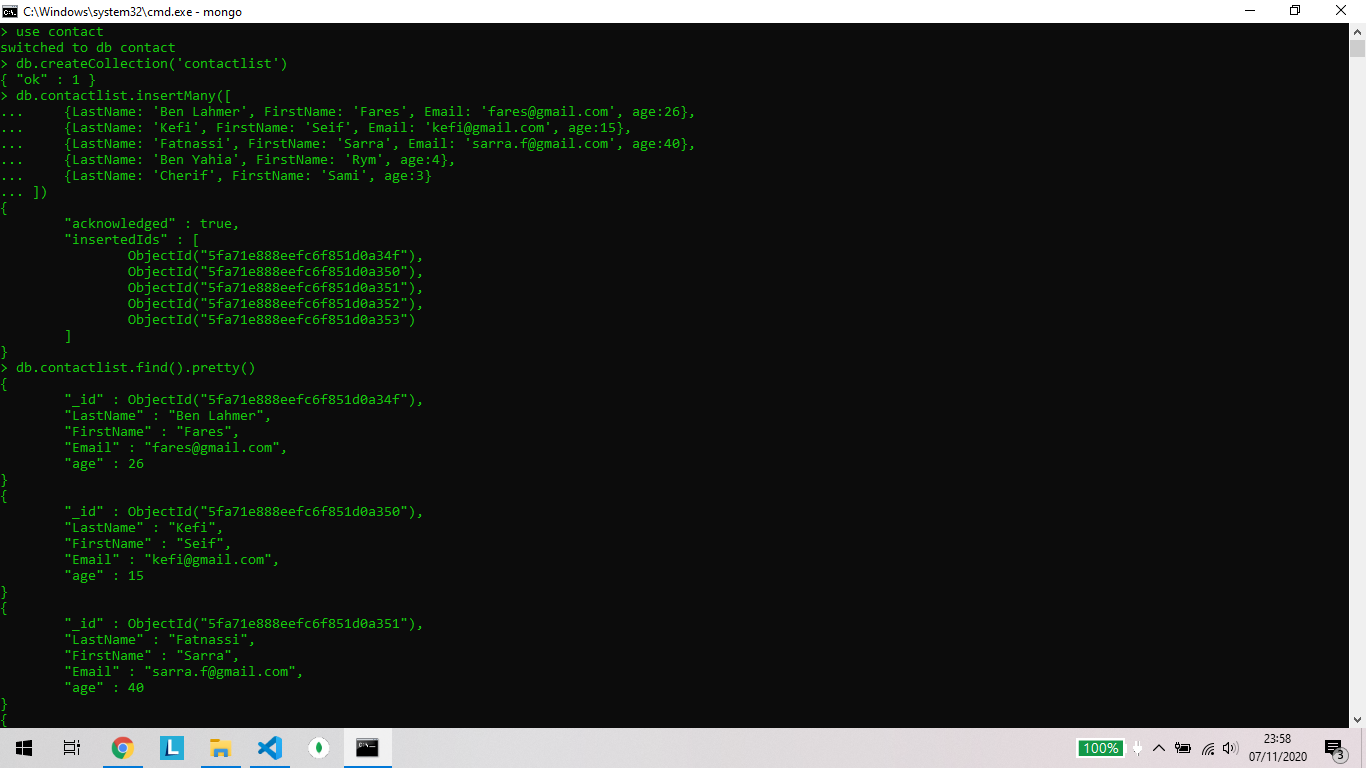 C:\Windows\system32\cmd.exe - mongo
> use contact
switched to db contact
> db.createCollection('contactlist')
{ "ok" : 1 }
> db.contactlist.insertMany([
...     {LastName: 'Ben Lahmer', FirstName: 'Fares', Email: 'fares@gmail.com', age:26},
...     {LastName: 'Kefi', FirstName: 'Seif', Email: 'kefi@gmail.com', age:15},
...     {LastName: 'Fatnassi', FirstName: 'Sarra', Email: 'sarra.f@gmail.com', age:40},
...     {LastName: 'Ben Yahia', FirstName: 'Rym', age:4},
...     {LastName: 'Cherif', FirstName: 'Sami', age:3}
... ])
{
        "acknowledged" : true,
        "insertedIds" : [
                ObjectId("5fa71e888eefc6f851d0a34f"),
                ObjectId("5fa71e888eefc6f851d0a350"),
                ObjectId("5fa71e888eefc6f851d0a351"),
                ObjectId("5fa71e888eefc6f851d0a352"),
                ObjectId("5fa71e888eefc6f851d0a353")
        ]
}
> db.contactlist.find().pretty()
{
        "_id" : ObjectId("5fa71e888eefc6f851d0a34f"),
        "LastName" : "Ben Lahmer",
        "FirstName" : "Fares",
        "Email" : "fares@gmail.com",
        "age" : 26
}
{
        "_id" : ObjectId("5fa71e888eefc6f851d0a350"),
        "LastName" : "Kefi",
        "FirstName" : "Seif",
        "Email" : "kefi@gmail.com",
        "age" : 15
}
{
        "_id" : ObjectId("5fa71e888eefc6f851d0a351"),
        "LastName" : "Fatnassi",
        "FirstName" : "Sarra",
        "Email" : "sarra.f@gmail.com",
        "age" : 40
}
{
L
C:\
100%
23:58
07/11/2020
3